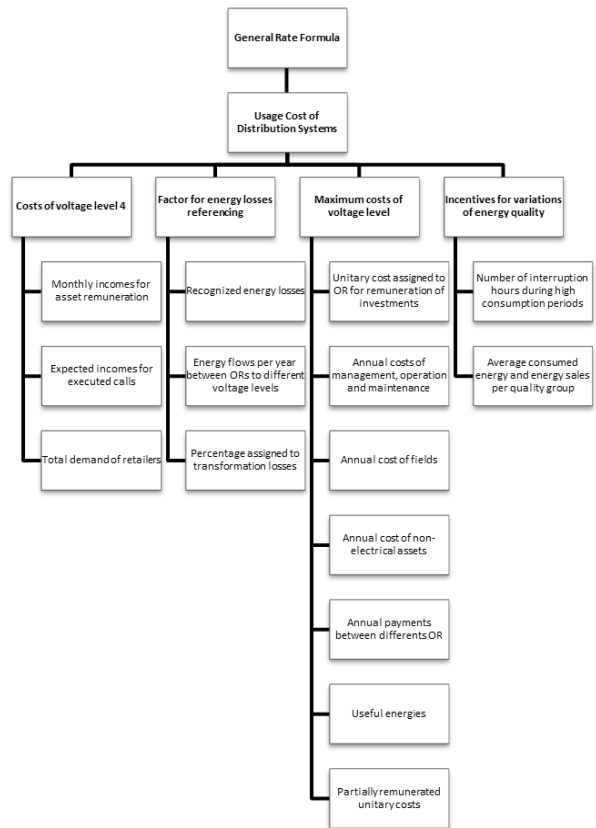 General Rate Formula
Usage Cost of
Distribution Systems
Costs of voltage level 4
Monthly incomes for
asset remuneration
Expected incomes for
executed calls
Total demand of retailers
Factor for energy losses
referencing
Recognized energy losses
Energy flows per year
between ORs to different
voltage levels
Percentage assigned to
transformation losses
Maximum costs of
voltage level
Unitary cost assigned to
OR for remuneration of
investments
Annual costs of
management, operation
and maintenance
Annual cost of fields
Annual cost of non-
electrical assets
Annual payments
between differents OR
Useful energies
Partially remunerated
unitary costs
Incentives for variations
of energy quality
Number of interruption
hours during high
consumption periods
Average consumed
energy and energy sales
per quality group